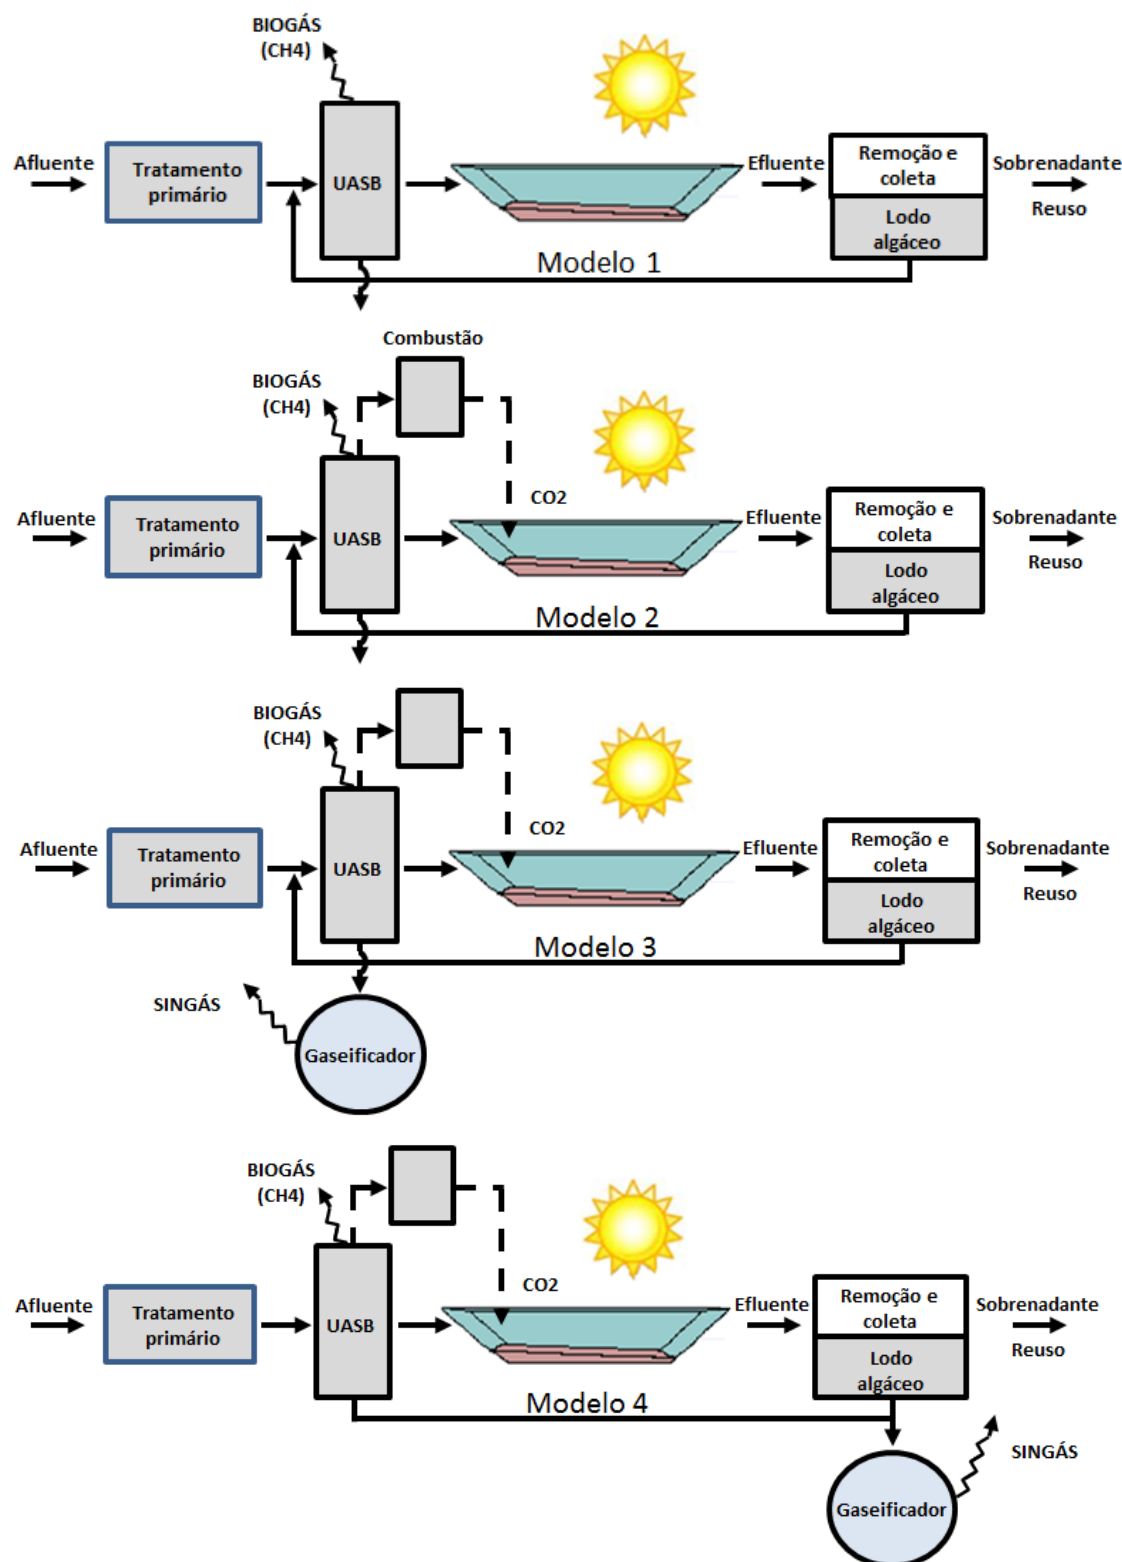 BIOGÁS
(CH4)
Afluente
Tratamento
primário
UASB
Efluente
Remoção e
coleta
Lodo
algáceo
Sobrenadante
Reuso
Modelo 1
Combustão
BIOGÁS
(CH4)
CO2
Afluente
Tratamento
primário
UASB
Efluente
Remoção e
coleta
Lodo
algáceo
Sobrenadante
Reuso
Modelo 2
BIOGÁS
(CH4)
CO2
Afluente
Tratamento
primário
UASB
Efluente
Remoção e
coleta
Lodo
algáceo
Sobrenadante
Reuso
Modelo 3
SINGÁS
Gaseificador
BIOGÁS
(CH4)
CO2
Afluente
Tratamento
primário
UASB
Efluente
Remoção e
coleta
Lodo
algáceo
Sobrenadante
Reuso
Modelo 4
SINGÁS
Gaseificador